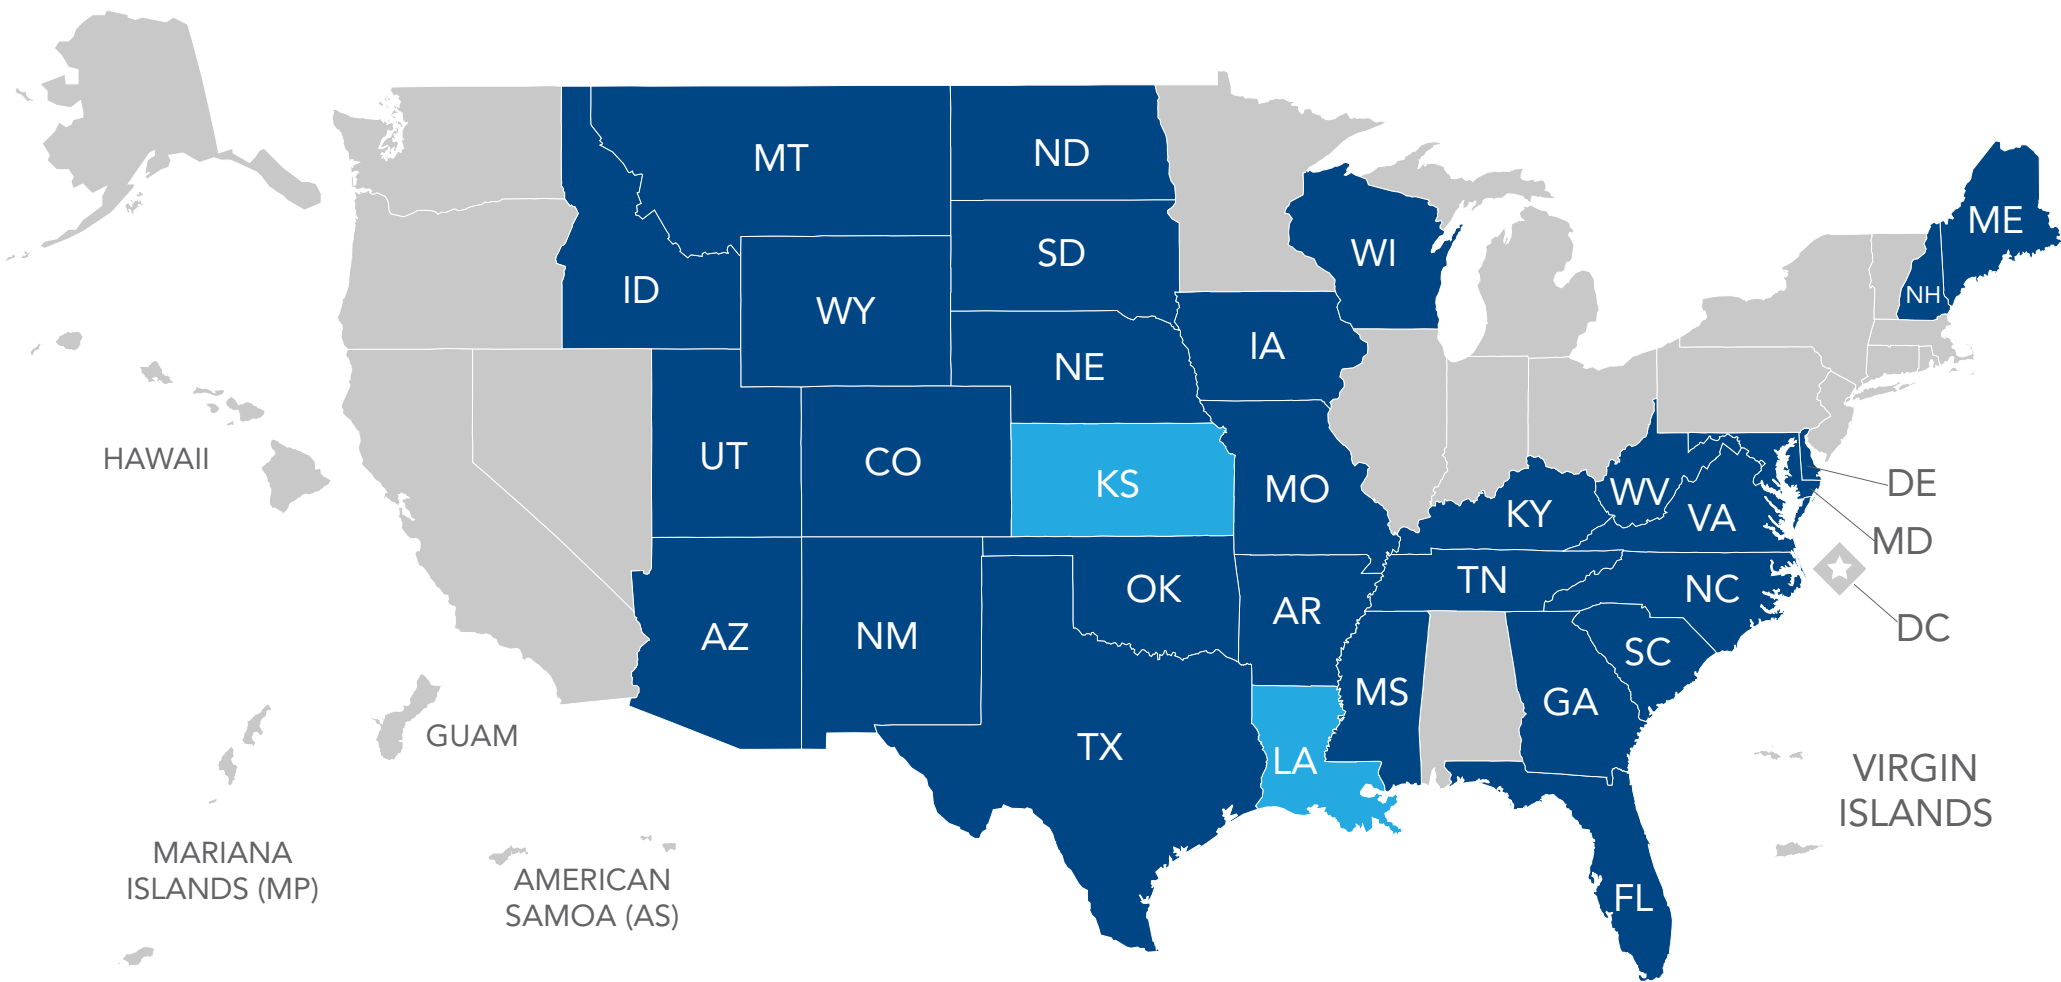 MT
ND
ME
SD
WI
ID
NH
WY
IA
NE
UT
CO
HAWAII
KS
MO
WV
DE
KY
VA
MD
TN
OK
NC
AR
DC
AZ
NM
SC
MS
GA
GUAM
TX
LA
VIRGIN
ISLANDS
MARIANA
ISLANDS (MP)
AMERICAN
SAMOA (AS)
FL